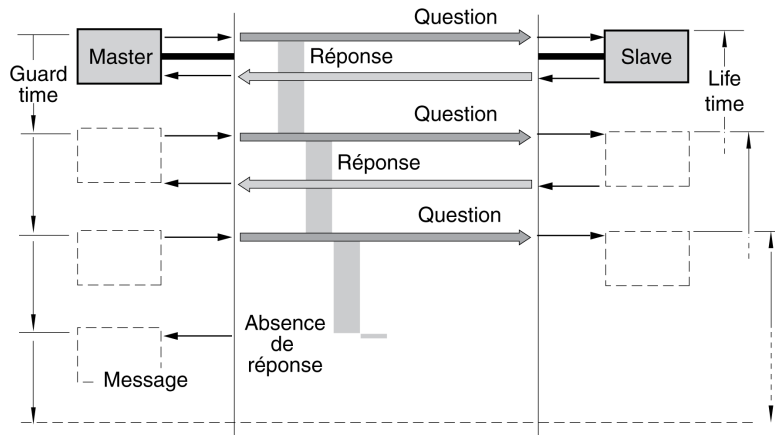 Question
Master
Réponse
Slave
Guard
time
Life
time
Question
Réponse
Question
Absence
de
réponse
Message